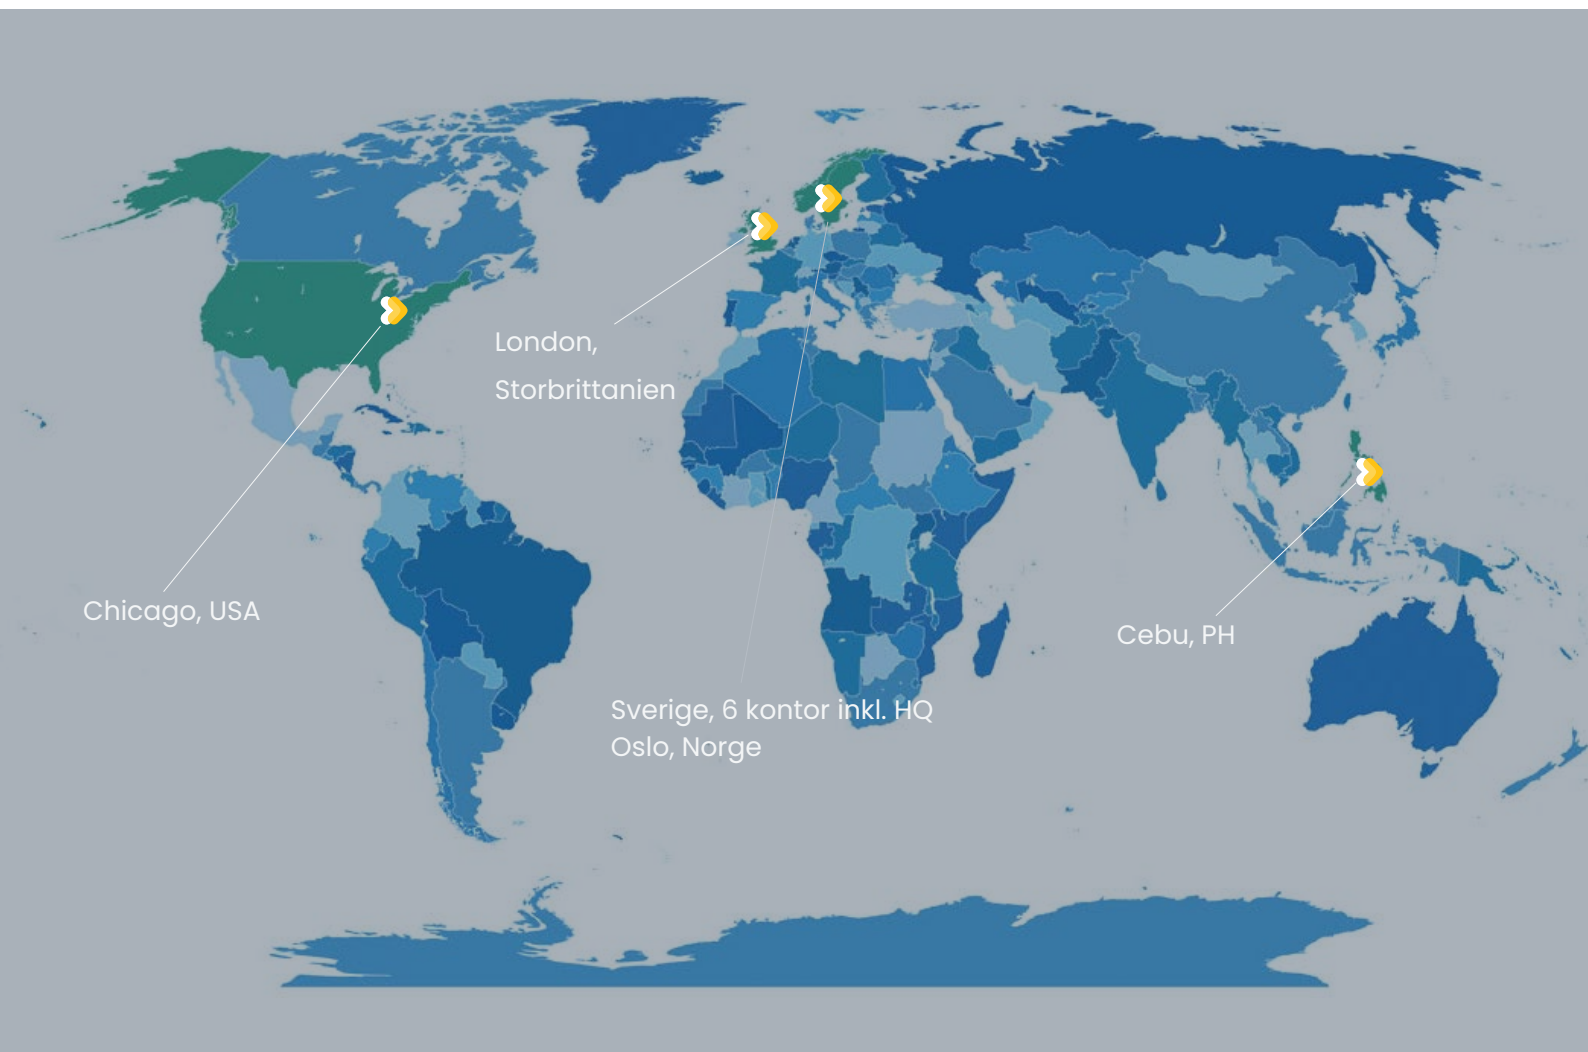 London,
Storbrittanien
Chicago, USA
Cebu, PH
Sverige, 6 kontor inkl. HQ
Oslo, Norge